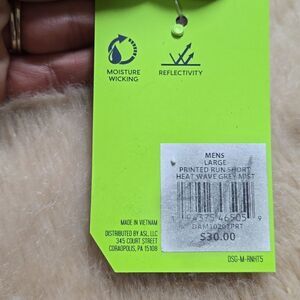 MOISTURE
WICKING
REFLECTIVITY
MENS
LARGE
PRINTED RUN SHORT
HEAT WAVE GREY MIST
$30.00
MADE IN VIETNAM
DISTRIBUTED BY ASL, LLC
345 COURT STREET
CORAOPOLIS, PA 15108
DSG-M-RNHT5